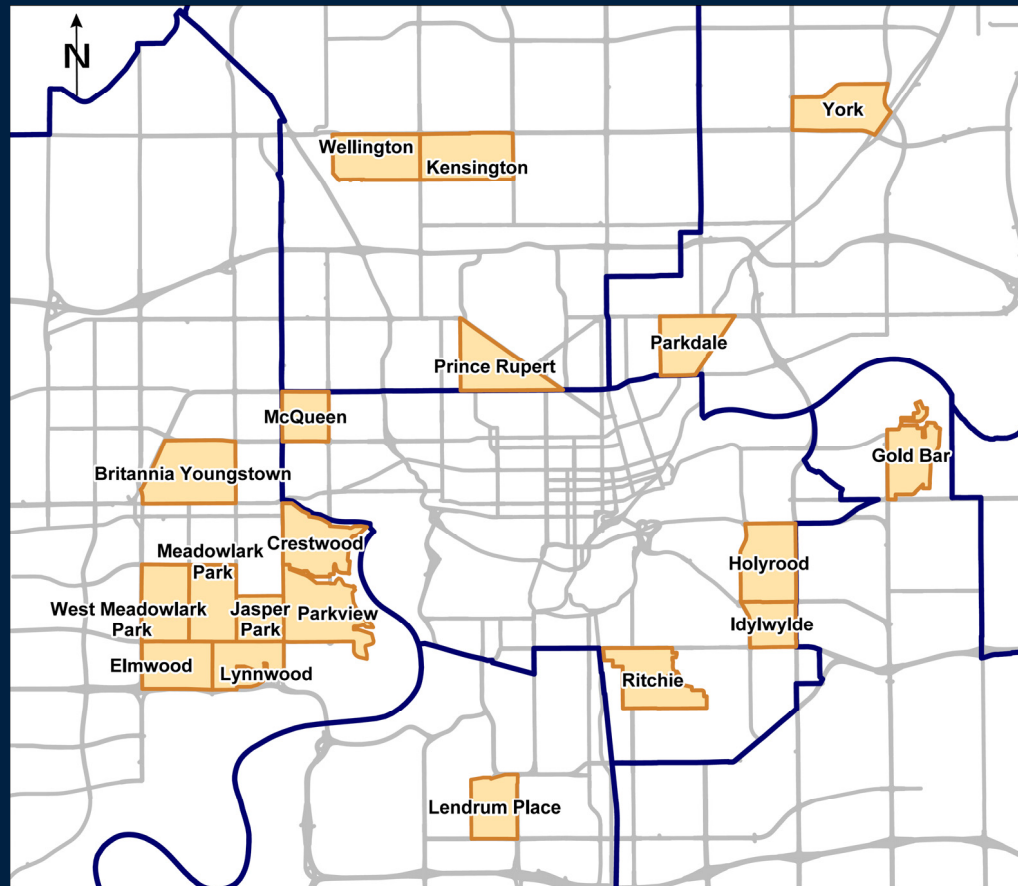 N
York
Wellington
Kensington
Parkdale
Prince Rupert
McQueen
Gold Bar
Britannia Youngstown
Crestwood
Meadowlark
Park
Holyrood
West Meadowlark
Park
Jasper
Park
Parkview
Idylwylde
Elmwood
Lynnwood
Ritchie
Lendrum Place